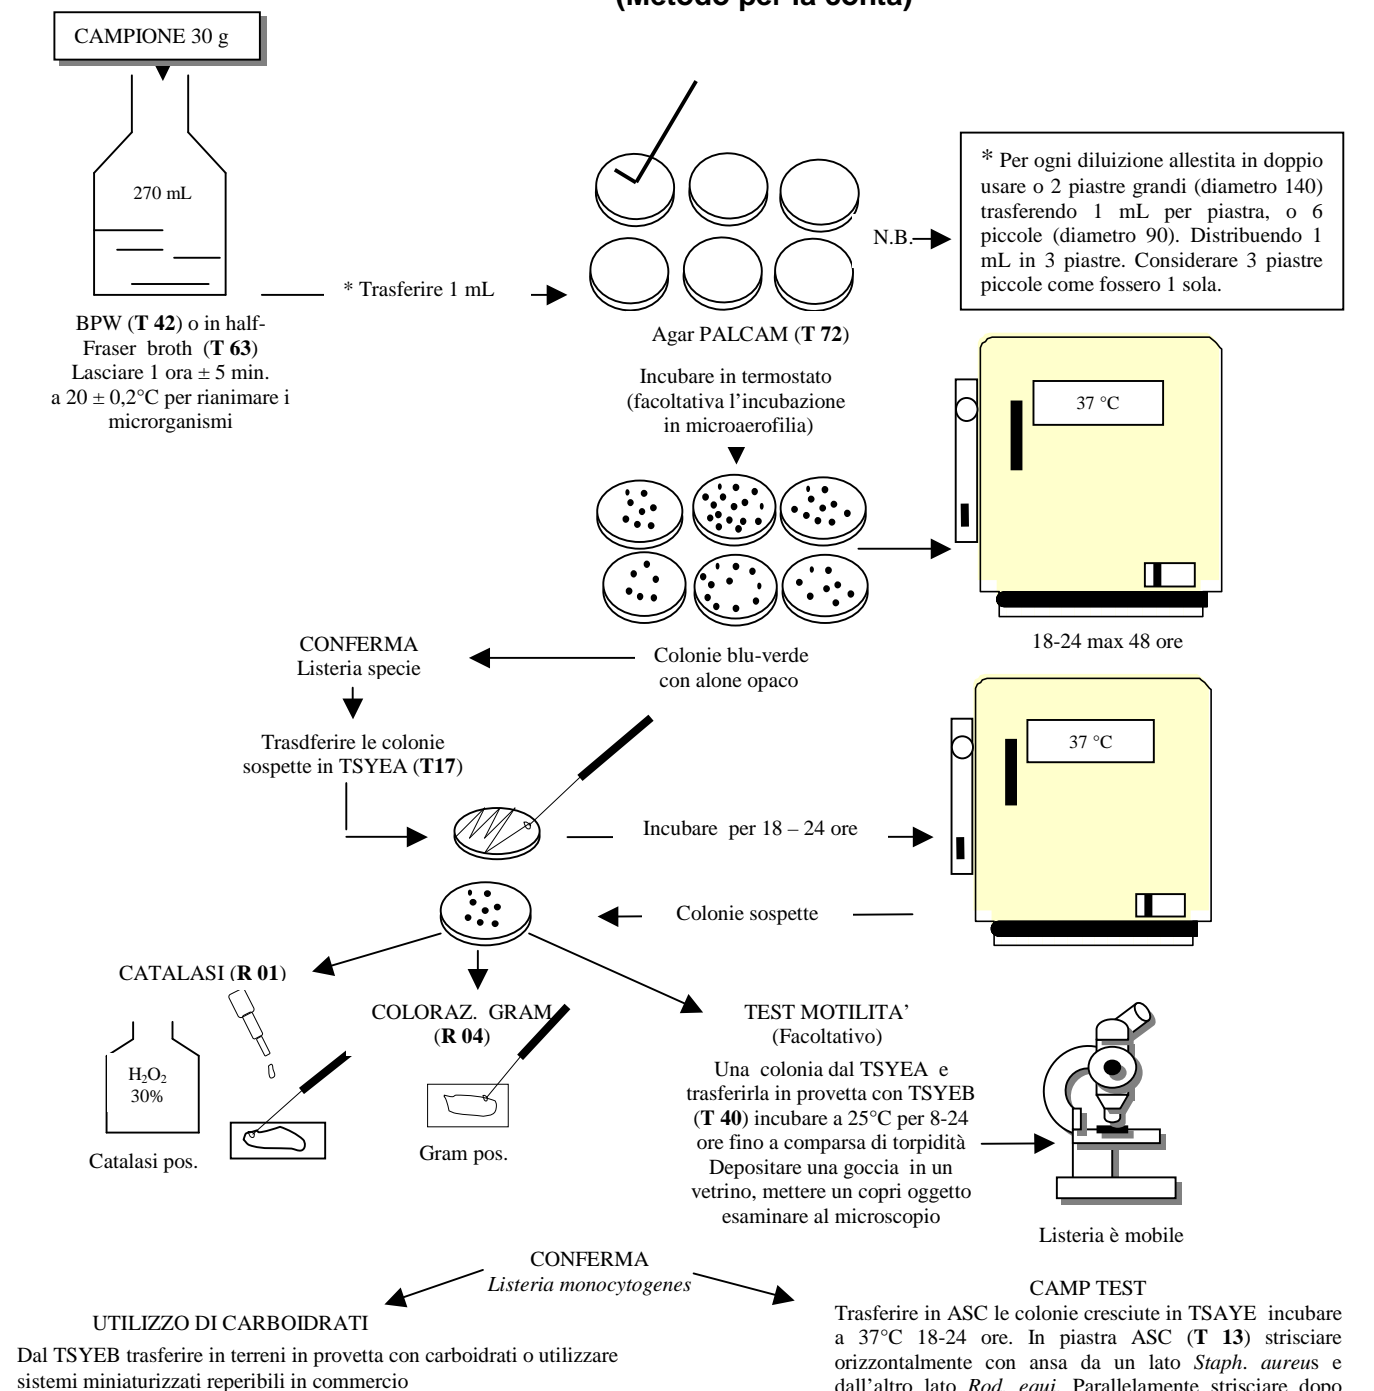 (Metodo per la conta)
CAMPIONE 30 g
270 mL
* Per ogni diluizione allestita in doppio
usare o 2 piastre grandi (diametro 140)
trasferendo 1 mL per piastra, o 6
piccole (diametro 90). Distribuendo 1
mL in 3 piastre. Considerare 3 piastre
piccole come fossero 1 sola.
N.B.
* Trasferire 1 mL
BPW (T 42) o in half-
Fraser broth (T 63)
Lasciare 1 ora ± 5 min.
a 20 ± 0,2°C per rianimare i
microrganismi
Agar PALCAM (T 72)
Incubare in termostato
(facoltativa l’incubazione
in microaerofilia)
37 °C
18-24 max 48 ore
Colonie blu-verde
con alone opaco
CONFERMA
Listeria specie
Trasdferire le colonie
sospette in TSYEA (T17)
37 °C
Incubare per 18 – 24 ore
Colonie sospette
CATALASI (R 01)
H₂O₂
30%
Catalasi pos.
COLORAZ. GRAM
(R 04)
Gram pos.
TEST MOTILITA’
(Facoltativo)
Una colonia dal TSYEA e
trasferirla in provetta con TSYEB
(T 40) incubare a 25°C per 8-24
ore fino a comparsa di torpidità
Depositare una goccia in un
vetrino, mettere un copri oggetto
esaminare al microscopio
Listeria è mobile
CONFERMA
Listeria monocytogenes
UTILIZZO DI CARBOIDRATI
Dal TSYEB trasferire in terreni in provetta con carboidrati o utilizzare
sistemi miniaturizzati reperibili in commercio
CAMP TEST
Trasferire in ASC le colonie cresciute in TSAYE incubare
a 37°C 18-24 ore. In piastra ASC (T 13) strisciare
orizzontalmente con ansa da un lato Staph. aureus e
dall’altro lato Rod. equi. Parallelamente strisciare dopo